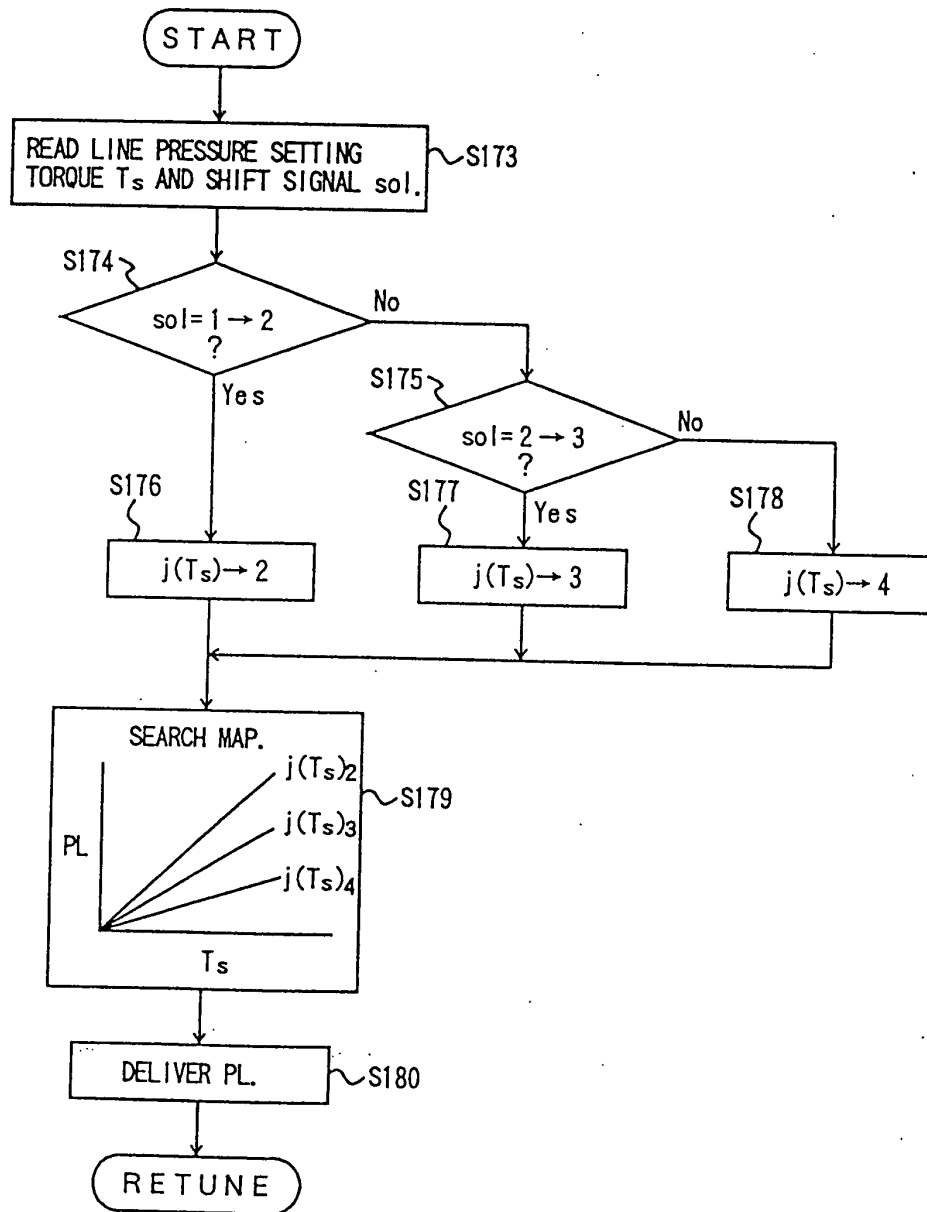 START
READ LINE PRESSURE SETTING
TORQUE Ts AND SHIFT SIGNAL sol.
S173
S174
sol=1→2
?
No
Yes
S175
sol=2→3
?
No
Yes
S176
j(Ts)→2
S177
j(Ts)→3
S178
j(Ts)→4
SEARCH MAP.
j(Ts)2
j(Ts)3
j(Ts)4
PL
Ts
S179
DELIVER PL.
S180
RETUNE